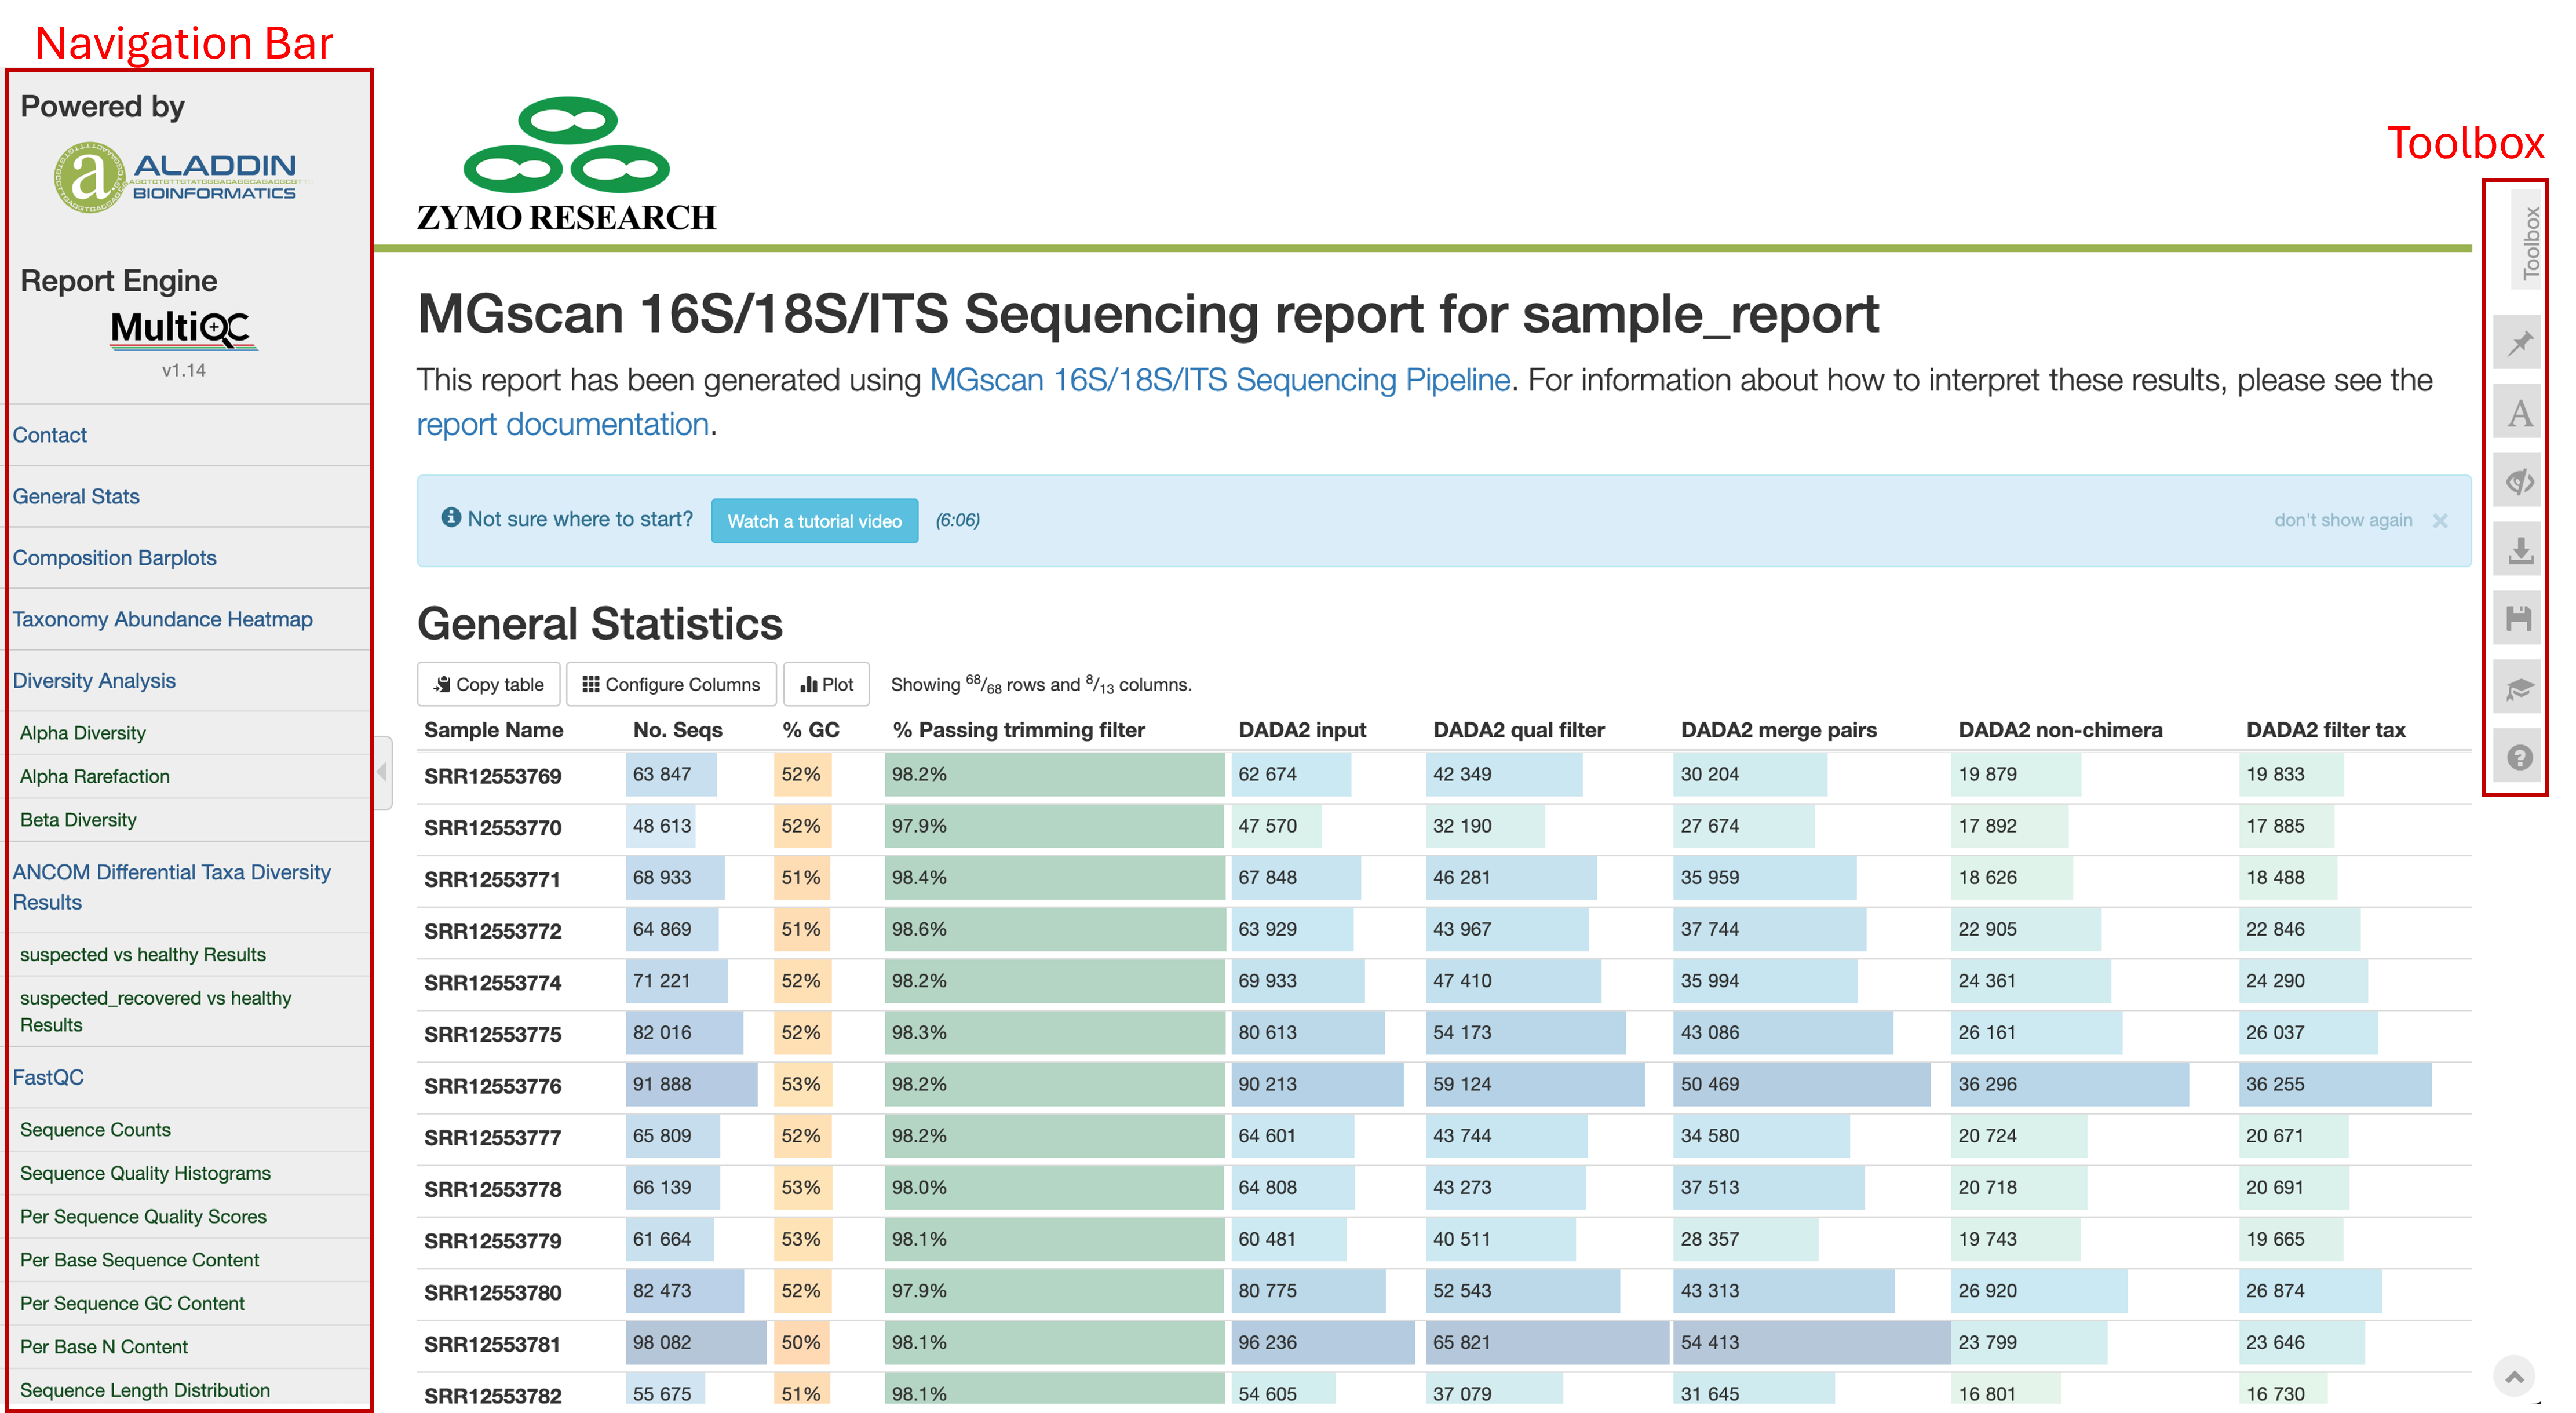 Navigation Bar
Powered by
a
ALADDIN
BIOINFORMATICS
Report Engine
MultiQC
v1.14
Contact
General Stats
Composition Barplots
Taxonomy Abundance Heatmap
Diversity Analysis
Alpha Diversity
Alpha Rarefaction
Beta Diversity
ANCOM Differential Taxa Diversity
Results
suspected vs healthy Results
suspected_recovered vs healthy
Results
FastQC
Sequence Counts
Sequence Quality Histograms
Per Sequence Quality Scores
Per Base Sequence Content
Per Sequence GC Content
Per Base N Content
Sequence Length Distribution
ZYMO RESEARCH
MGscan 16S/18S/ITS Sequencing report for sample_report
This report has been generated using MGscan 16S/18S/ITS Sequencing Pipeline. For information about how to interpret these results, please see the
report documentation.
Not sure where to start? Watch a tutorial video (6:06) don't show again ×
General Statistics
Copy table Configure Columns Plot Showing 68/68 rows and 8/13 columns.
Sample Name No. Seqs % GC % Passing trimming filter DADA2 input DADA2 qual filter DADA2 merge pairs DADA2 non-chimera DADA2 filter tax
SRR12553769 63 847 52% 98.2% 62 674 42 349 30 204 19 879 19 833
SRR12553770 48 613 52% 97.9% 47 570 32 190 27 674 17 892 17 885
SRR12553771 68 933 51% 98.4% 67 848 46 281 35 959 18 626 18 488
SRR12553772 64 869 51% 98.6% 63 929 43 967 37 744 22 905 22 846
SRR12553774 71 221 52% 98.2% 69 933 47 410 35 994 24 361 24 290
SRR12553775 82 016 52% 98.3% 80 613 54 173 43 086 26 161 26 037
SRR12553776 91 888 53% 98.2% 90 213 59 124 50 469 36 296 36 255
SRR12553777 65 809 52% 98.2% 64 601 43 744 34 580 20 724 20 671
SRR12553778 66 139 53% 98.0% 64 808 43 273 37 513 20 718 20 691
SRR12553779 61 664 53% 98.1% 60 481 40 511 28 357 19 743 19 665
SRR12553780 82 473 52% 97.9% 80 775 52 543 43 313 26 920 26 874
SRR12553781 98 082 50% 98.1% 96 236 65 821 54 413 23 799 23 646
SRR12553782 55 675 51% 98.1% 54 605 37 079 31 645 16 801 16 730
Toolbox
Toolbox
A